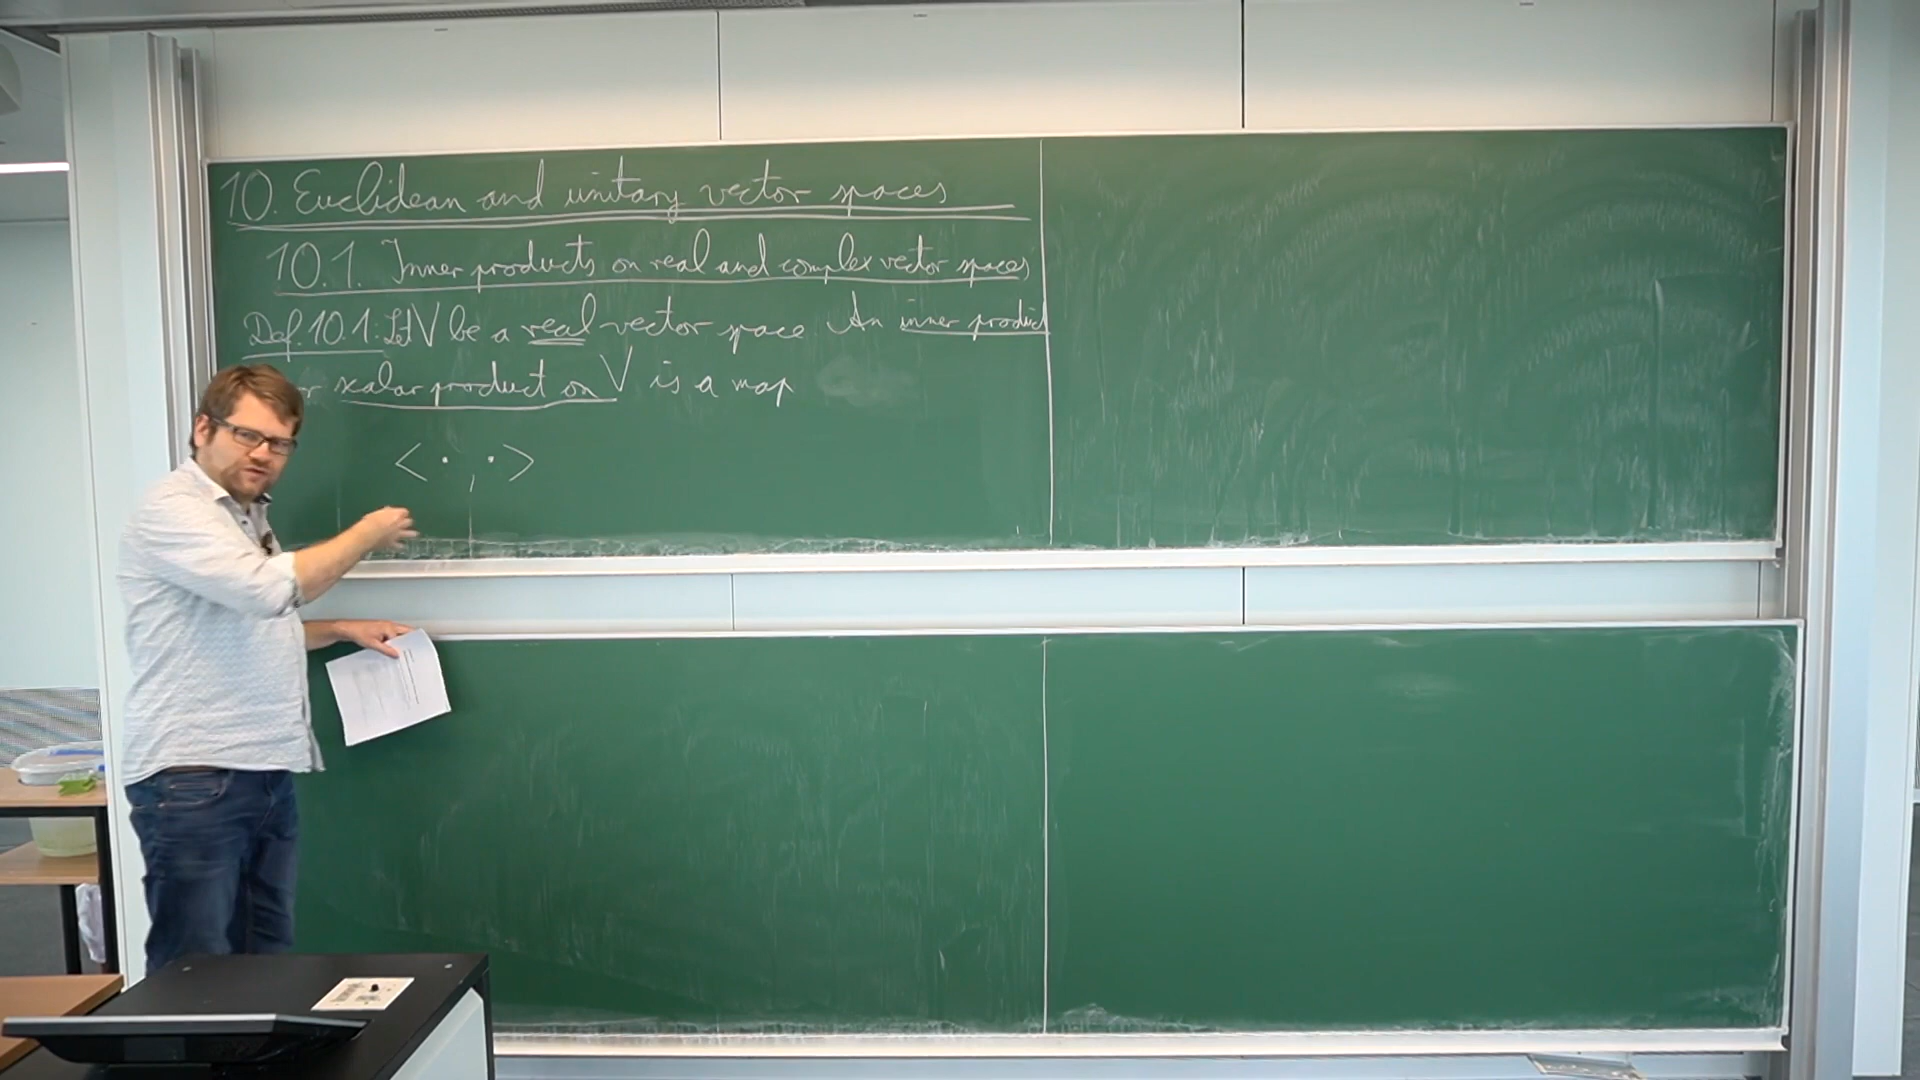 10. Euclidean and unitary vector spaces
10.1. Inner products on real and complex vector spaces
Def. 10.1: Let V be a real vector space An inner product
or scalar product on V is a map
< · , · >